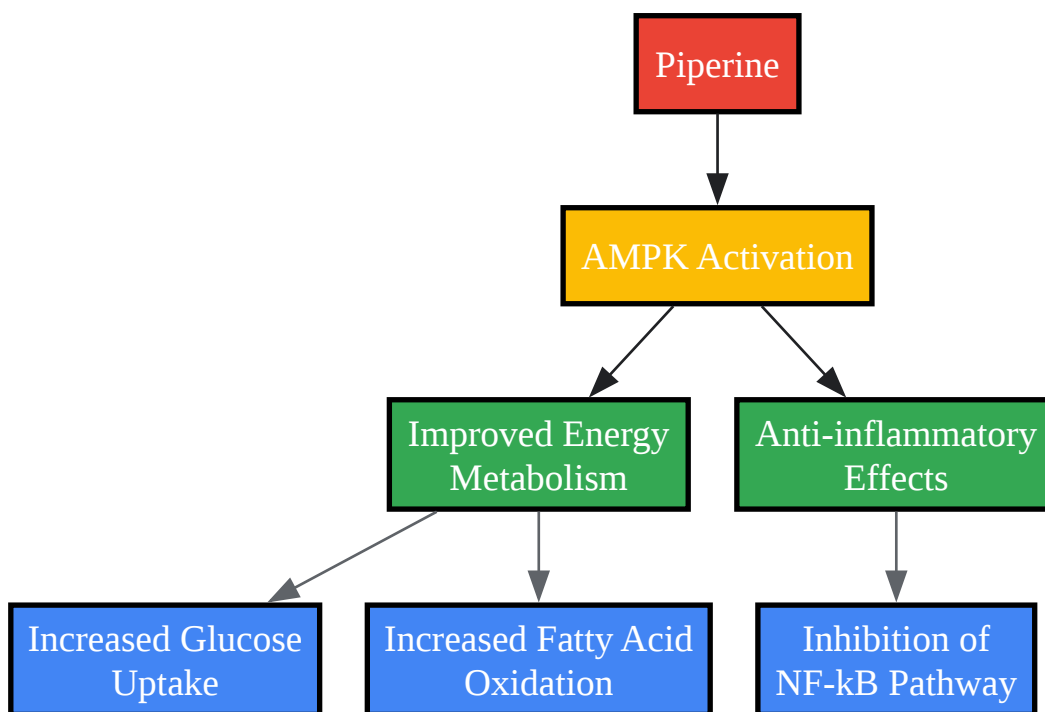 Piperine
AMPK Activation
Improved Energy
Metabolism
Anti-inflammatory
Effects
Increased Glucose
Uptake
Increased Fatty Acid
Oxidation
Inhibition of
NF-kB Pathway